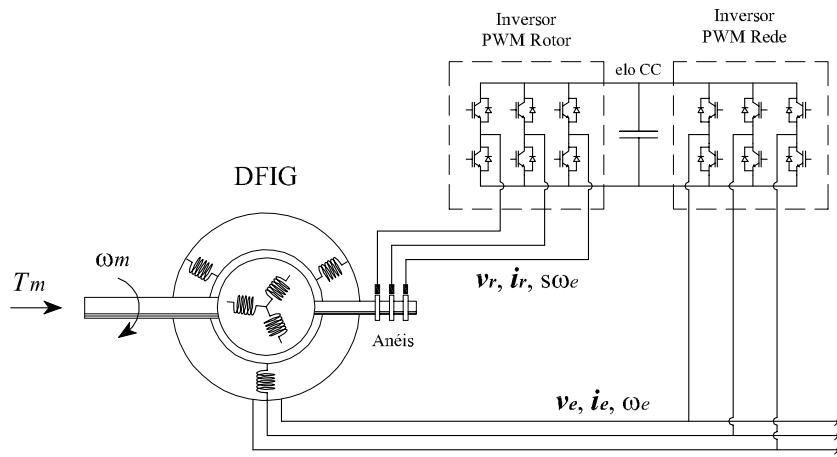 Inversor
PWM Rotor
Inversor
PWM Rede
elo CC
DFIG
ωm
Tm
vr, ir, sωe
Anéis
ve, ie, ωe